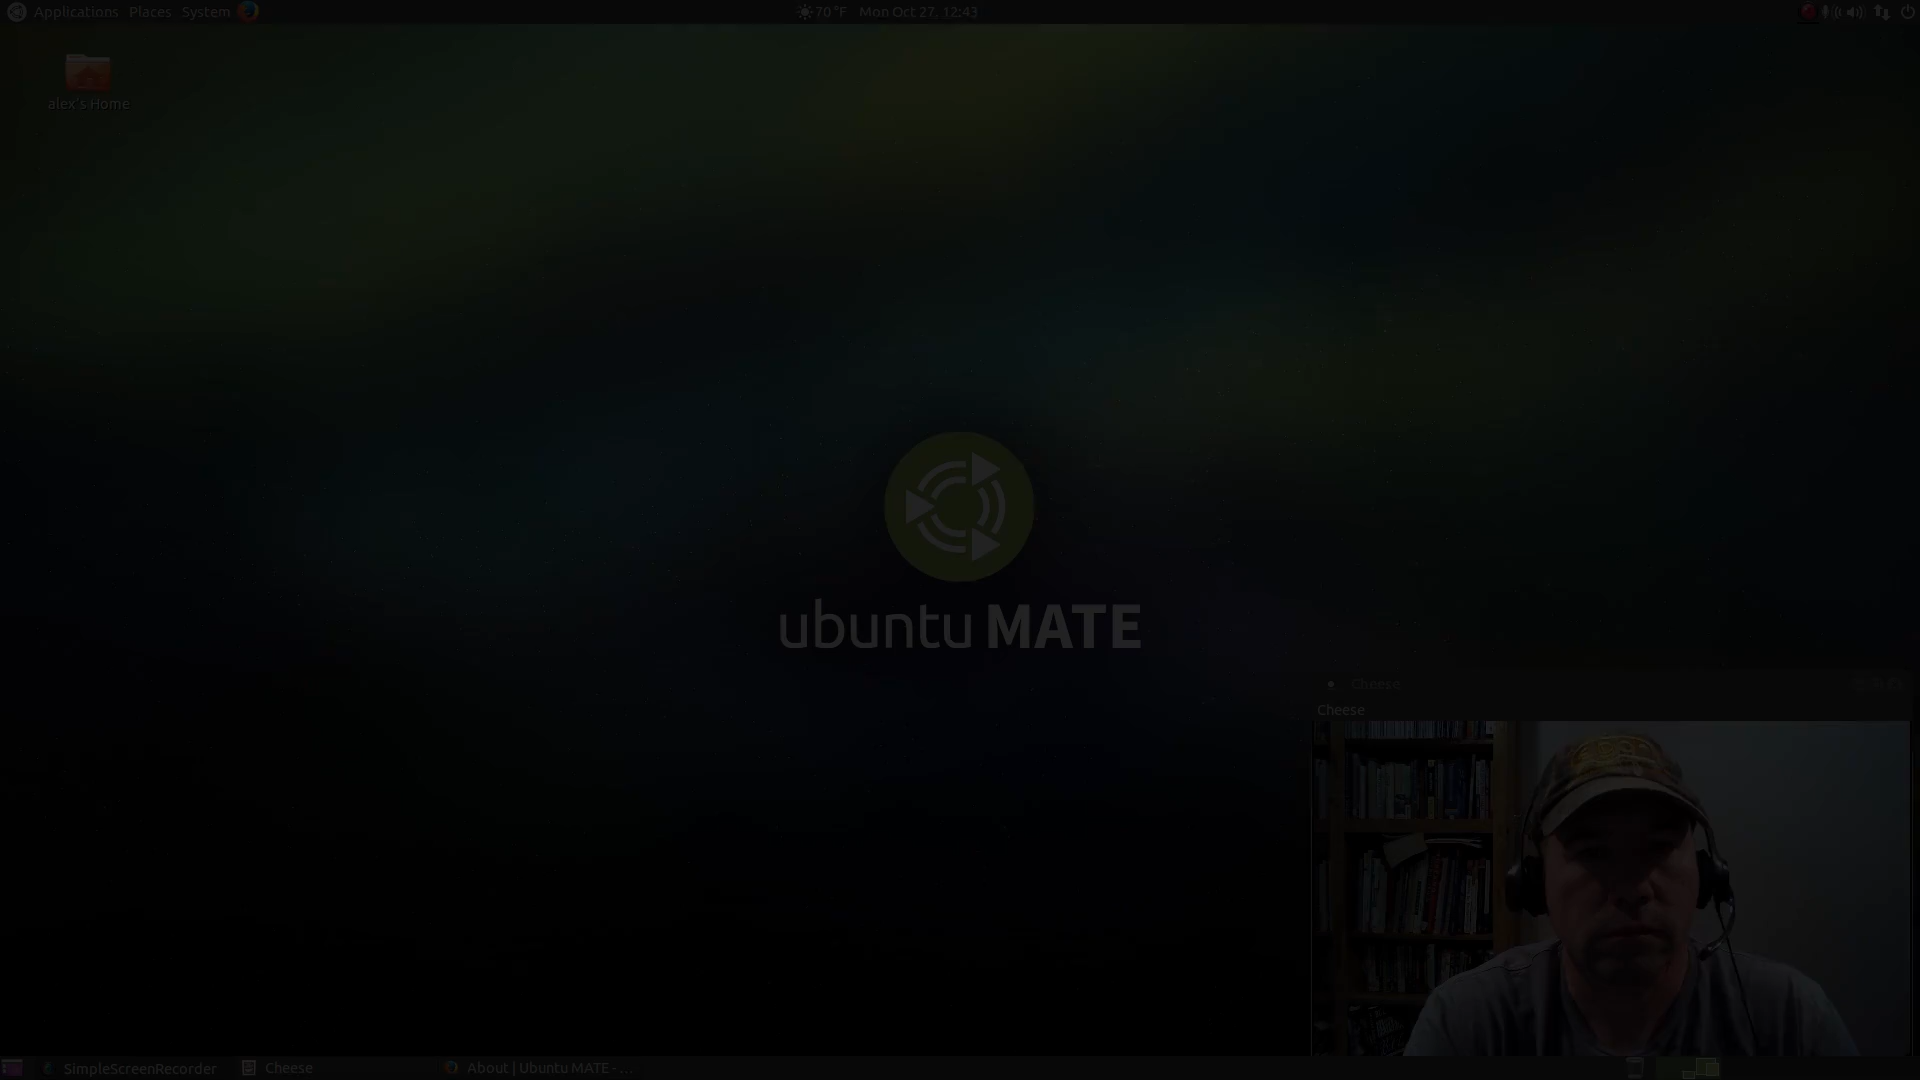 Applications Places System
70 °F Mon Oct 27, 12:43
alex's Home
ubuntu MATE
Cheese
Cheese
SimpleScreenRecorder
Cheese
About | Ubuntu MATE - ...